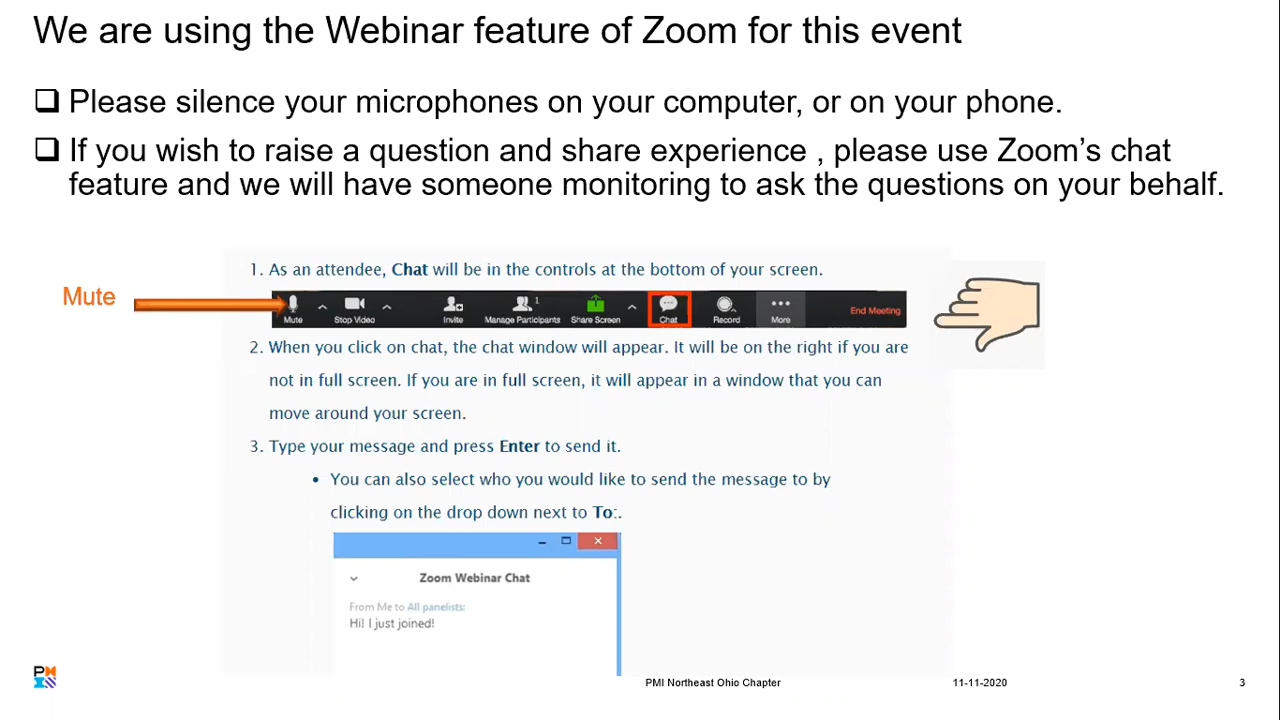 We are using the Webinar feature of Zoom for this event
❑ Please silence your microphones on your computer, or on your phone.
❑ If you wish to raise a question and share experience , please use Zoom's chat
feature and we will have someone monitoring to ask the questions on your behalf.
1. As an attendee, Chat will be in the controls at the bottom of your screen.
Mute
Mute Stop Video Invite Manage Participants 1 Share Screen Chat Record More End Meeting
2. When you click on chat, the chat window will appear. It will be on the right if you are
not in full screen. If you are in full screen, it will appear in a window that you can
move around your screen.
3. Type your message and press Enter to send it.
• You can also select who you would like to send the message to by
clicking on the drop down next to To:.
Zoom Webinar Chat
From Me to All panelists:
Hi! I just joined!
PMI Northeast Ohio Chapter 11-11-2020 3